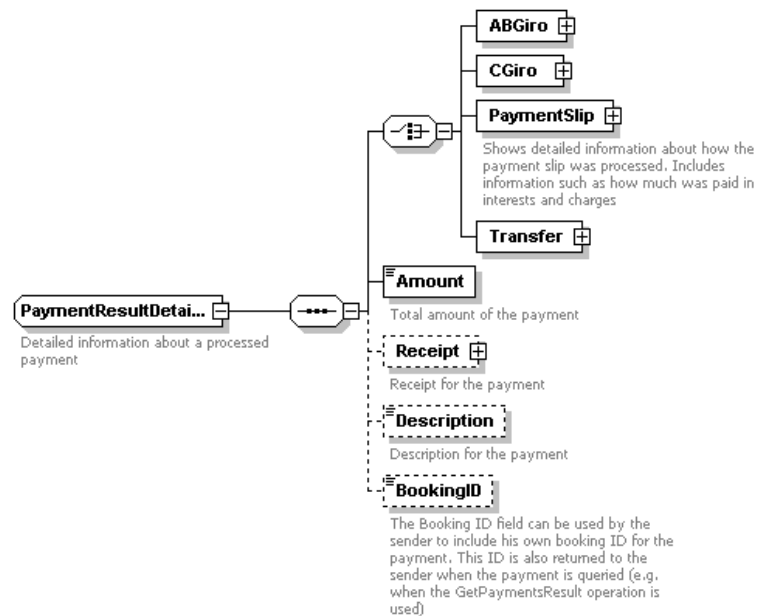 ABGiro
CGiro
PaymentSlip
Shows detailed information about how the
payment slip was processed. Includes
information such as how much was paid in
interests and charges
Transfer
PaymentResultDetai...
Detailed information about a processed
payment
Amount
Total amount of the payment
Receipt
Receipt for the payment
Description
Description for the payment
BookingID
The Booking ID field can be used by the
sender to include his own booking ID for the
payment. This ID is also returned to the
sender when the payment is queried (e.g.
when the GetPaymentsResult operation is
used)